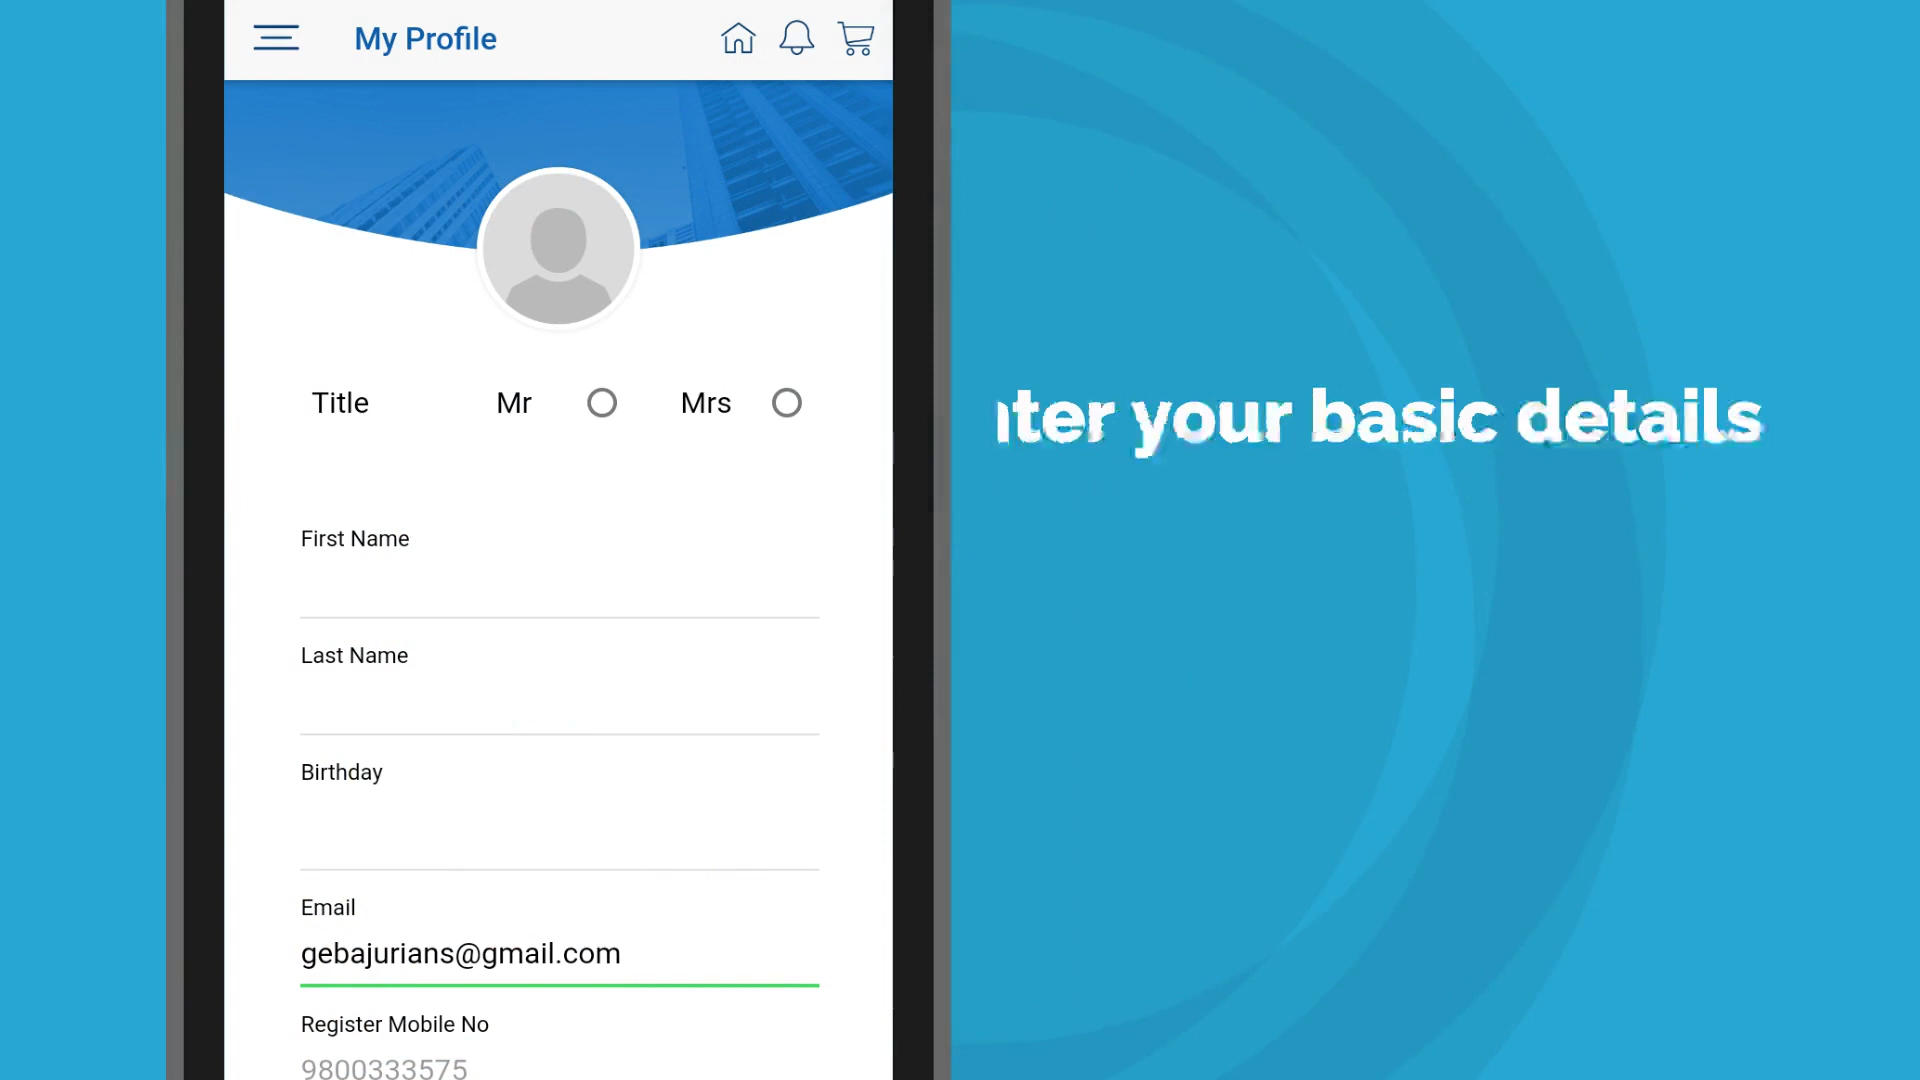 My Profile
Title Mr Mrs
First Name
Last Name
Birthday
Email
gebajurians@gmail.com
Register Mobile No
9800333575
your basic details